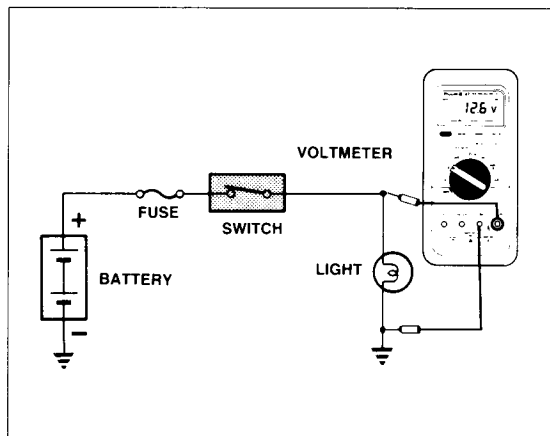 12.6 v
VOLTMETER
FUSE
SWITCH
+
BATTERY
LIGHT
−